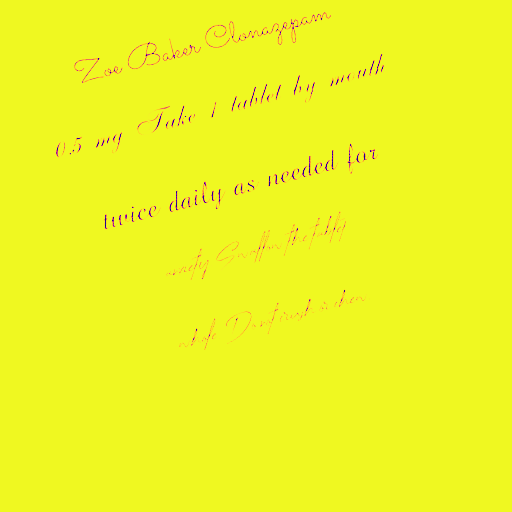 Zoe Baker Clonazepam
0.5 mg Take 1 tablet by mouth
twice daily as needed for
anxiety Swallow the tablet
whole Do not crush or chew